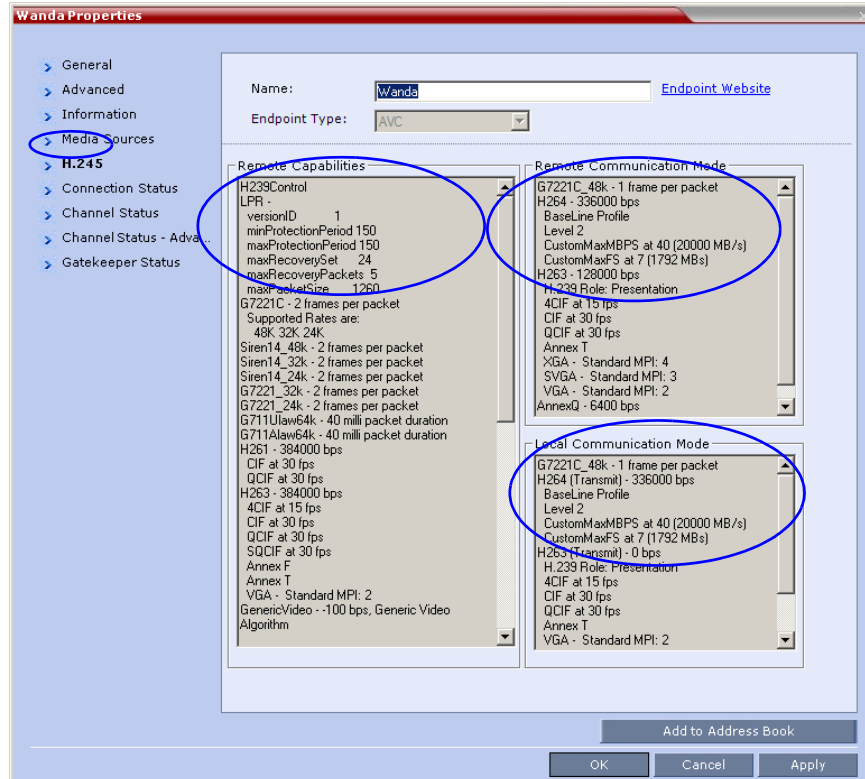 Wanda Properties
General
Advanced
Information
Media Sources
H.245
Connection Status
Channel Status
Channel Status - Adva...
Gatekeeper Status
Name:
Wanda
Endpoint Website
Endpoint Type:
AVC
Remote Capabilities
H239Control
LPR -
versionID 1
minProtectionPeriod 150
maxProtectionPeriod 150
maxRecoverySet 24
maxRecoveryPackets 5
maxPacketSize 1260
G7221C - 2 frames per packet
Supported Rates are:
48K 32K 24K
Siren14_48k - 2 frames per packet
Siren14_32k - 2 frames per packet
Siren14_24k - 2 frames per packet
G7221_32k - 2 frames per packet
G7221_24k - 2 frames per packet
G711Ulaw64k - 40 milli packet duration
G711Alaw64k - 40 milli packet duration
H261 - 384000 bps
CIF at 30 fps
QCIF at 30 fps
H263 - 384000 bps
4CIF at 15 fps
CIF at 30 fps
QCIF at 30 fps
SQCIF at 30 fps
Annex F
Annex T
VGA - Standard MPI: 2
GenericVideo - -100 bps, Generic Video
Algorithm
Remote Communication Mode
G7221C_48k - 1 frame per packet
H264 - 336000 bps
BaseLine Profile
Level 2
CustomMaxMBPS at 40 (20000 MB/s)
CustomMaxFS at 7 (1792 MBs)
H263 - 128000 bps
H.239 Role: Presentation
4CIF at 30 fps
CIF at 30 fps
QCIF at 30 fps
Annex T
XGA - Standard MPI: 4
SVGA - Standard MPI: 3
VGA - Standard MPI: 2
AnnexQ - 6400 bps
Local Communication Mode
G7221C_48k - 1 frame per packet
H264 (Transmit) - 336000 bps
BaseLine Profile
Level 2
CustomMaxMBPS at 40 (20000 MB/s)
CustomMaxFS at 7 (1792 MBs)
H263 (Transmit) - 0 bps
H.239 Role: Presentation
4CIF at 15 fps
CIF at 30 fps
QCIF at 30 fps
Annex T
VGA - Standard MPI: 2
Add to Address Book
OK
Cancel
Apply